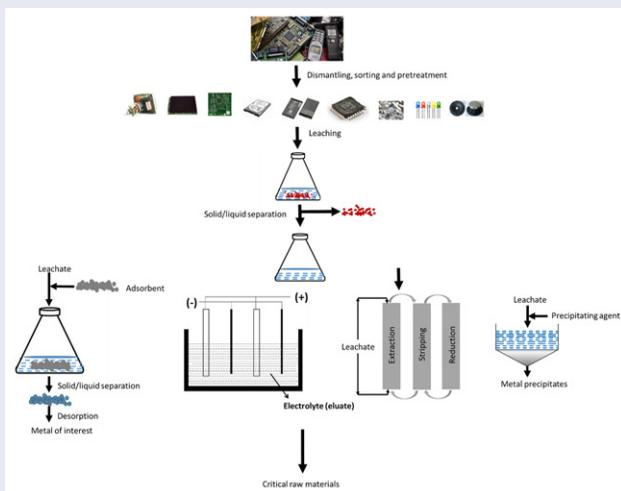 Dismantling, sorting and pretreatment
Leaching
Solid/liquid separation
Leachate
Adsorbent
Solid/liquid separation
Desorption
Metal of interest
(-)
(+)
Electrolyte (eluate)
Leachate
Extraction
Stripping
Reduction
Leachate
Precipitating agent
Metal precipitates
Critical raw materials